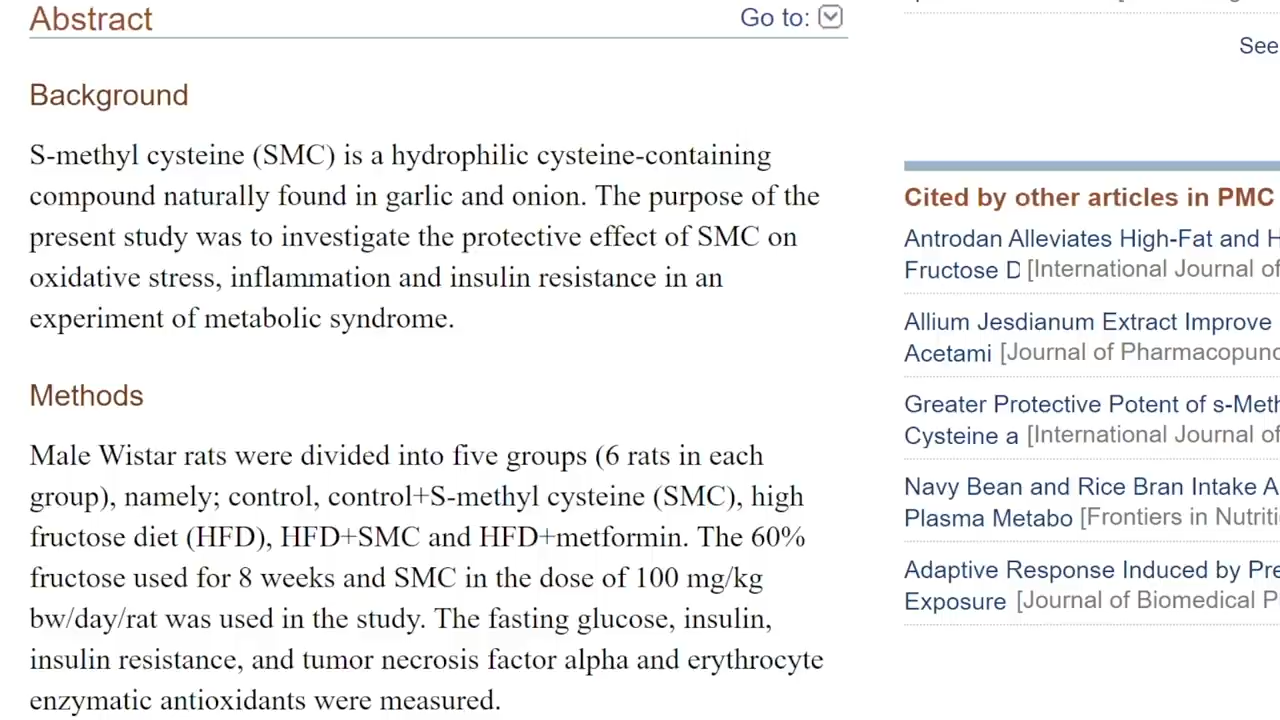 Abstract
Go to:
Background
S-methyl cysteine (SMC) is a hydrophilic cysteine-containing
compound naturally found in garlic and onion. The purpose of the
present study was to investigate the protective effect of SMC on
oxidative stress, inflammation and insulin resistance in an
experiment of metabolic syndrome.
Methods
Male Wistar rats were divided into five groups (6 rats in each
group), namely; control, control+S-methyl cysteine (SMC), high
fructose diet (HFD), HFD+SMC and HFD+metformin. The 60%
fructose used for 8 weeks and SMC in the dose of 100 mg/kg
bw/day/rat was used in the study. The fasting glucose, insulin,
insulin resistance, and tumor necrosis factor alpha and erythrocyte
enzymatic antioxidants were measured.
See
Cited by other articles in PMC
Antrodan Alleviates High-Fat and H
Fructose D [International Journal of
Allium Jesdianum Extract Improve
Acetami [Journal of Pharmacopunc
Greater Protective Potent of s-Meth
Cysteine a [International Journal of
Navy Bean and Rice Bran Intake A
Plasma Metabo [Frontiers in Nutriti
Adaptive Response Induced by Pre
Exposure [Journal of Biomedical P